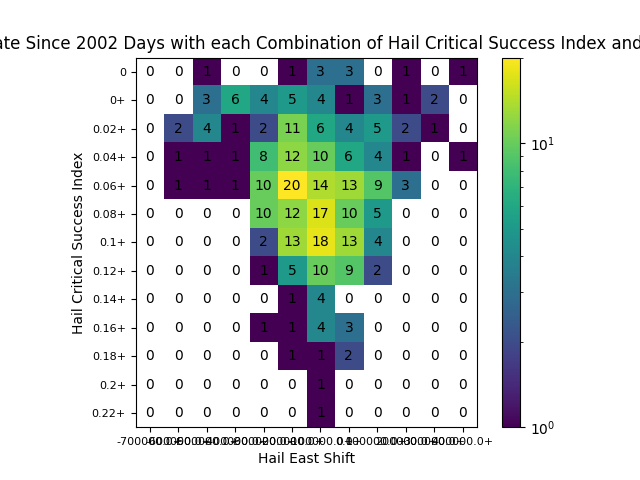 ate Since 2002 Days with each Combination of Hail Critical Success Index and
0 0 0 1 0 0 1 3 3 0 1 0 1
0+ 0 0 3 6 4 5 4 1 3 1 2 0
0.02+ 0 2 4 1 2 11 6 4 5 2 1 0
0.04+ 0 1 1 1 8 12 10 6 4 1 0 1
0.06+ 0 1 1 1 10 20 14 13 9 3 0 0
0.08+ 0 0 0 0 10 12 17 10 5 0 0 0
0.1+ 0 0 0 0 2 13 18 13 4 0 0 0
0.12+ 0 0 0 0 1 5 10 9 2 0 0 0
0.14+ 0 0 0 0 0 1 4 0 0 0 0 0
0.16+ 0 0 0 0 1 1 4 3 0 0 0 0
0.18+ 0 0 0 0 0 1 1 2 0 0 0 0
0.2+ 0 0 0 0 0 0 1 0 0 0 0 0
0.22+ 0 0 0 0 0 0 1 0 0 0 0 0
Hail East Shift
Hail Critical Success Index
10¹
10⁰